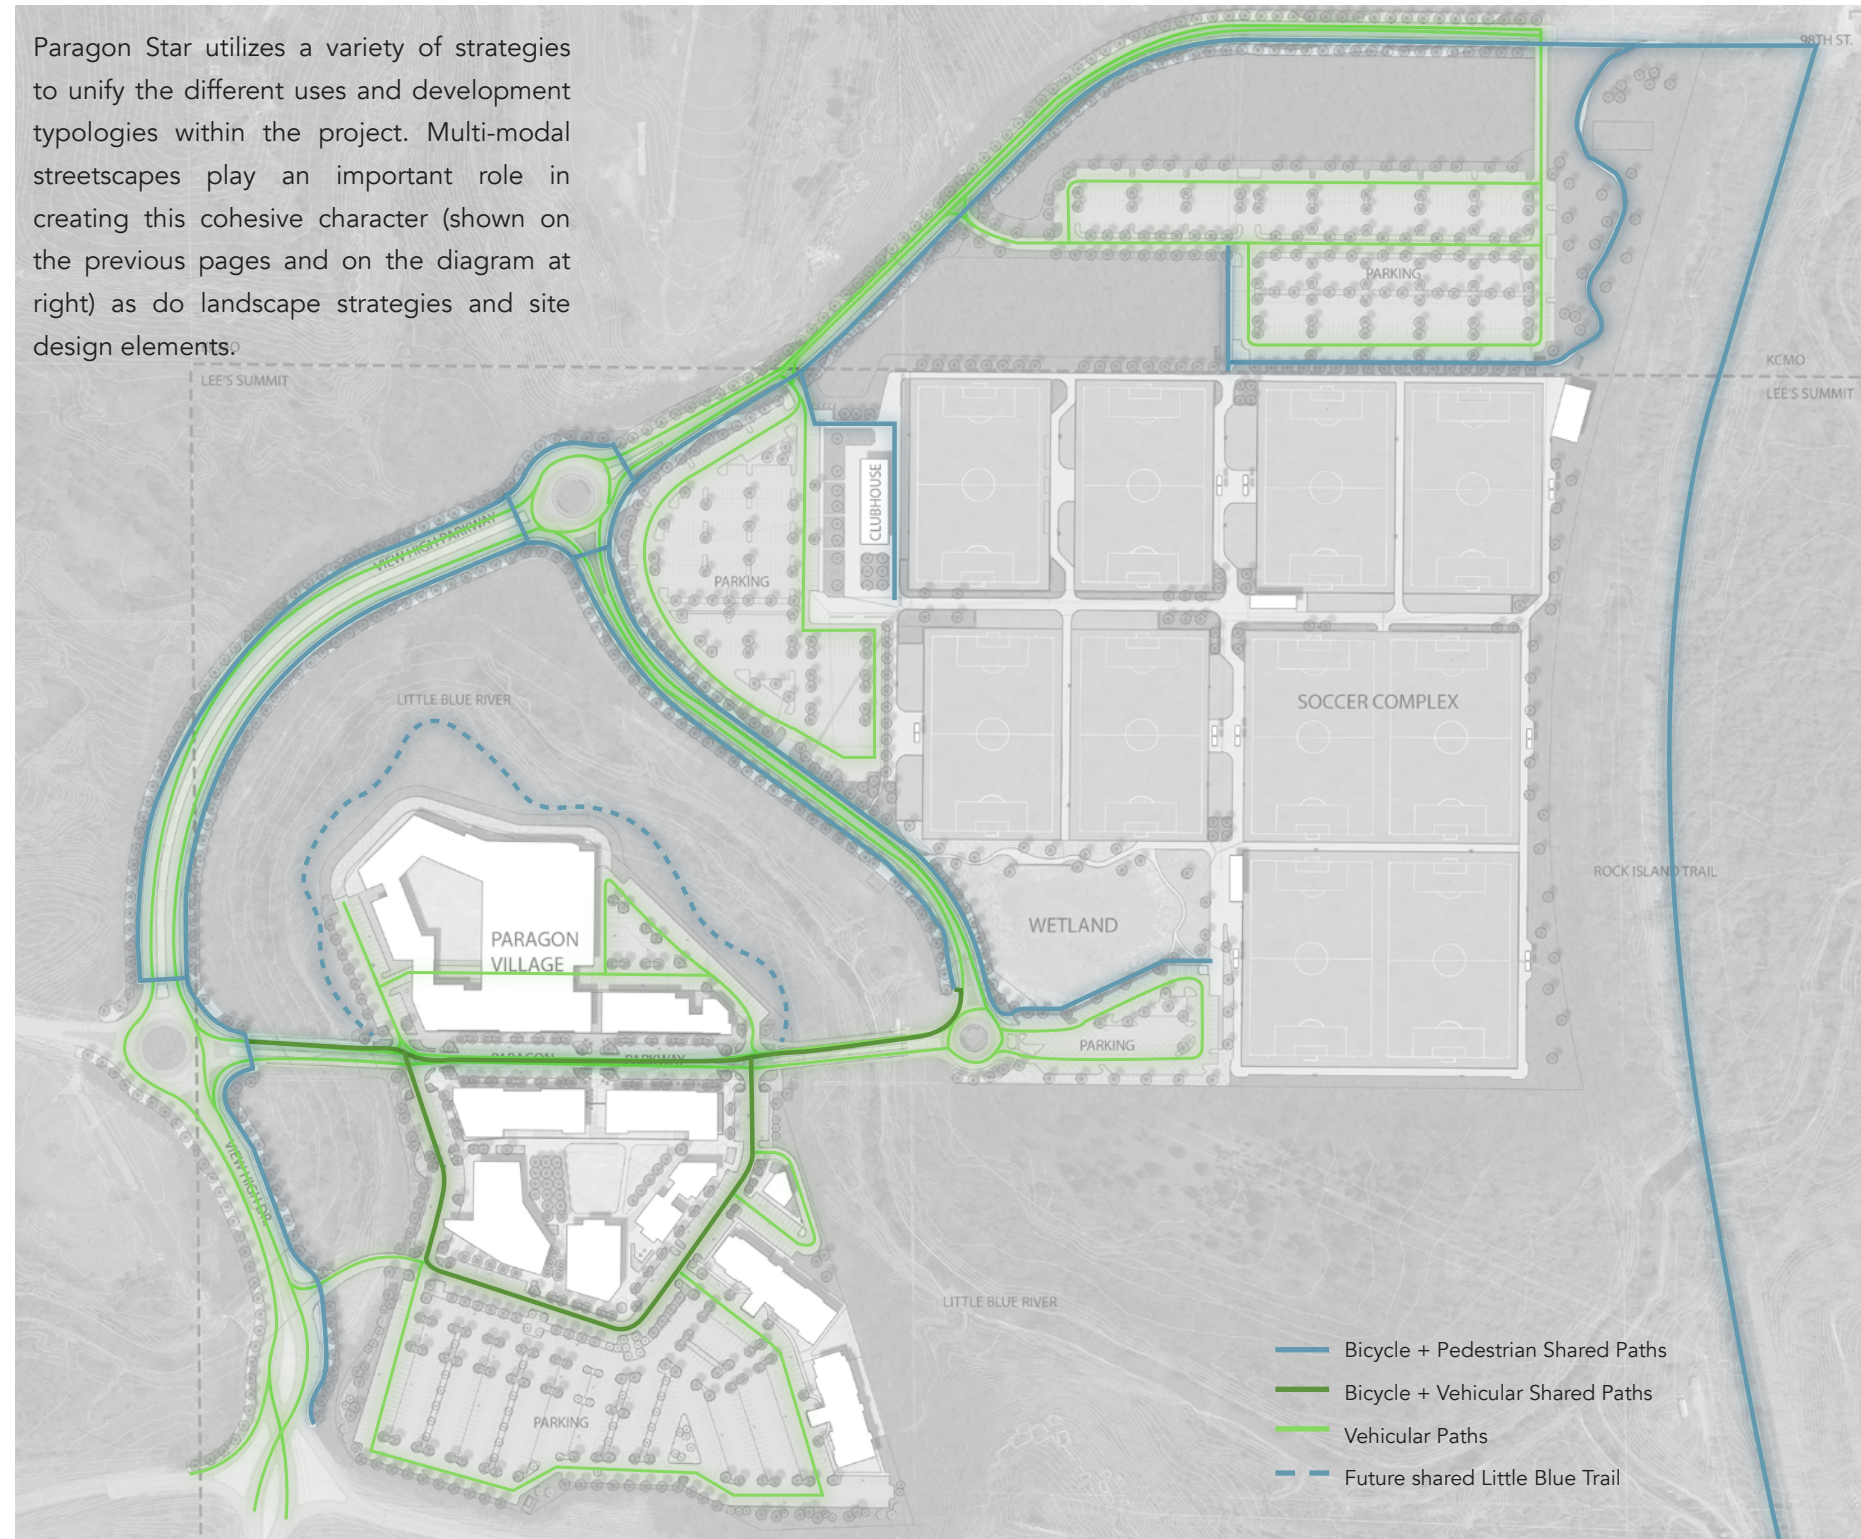 Paragon Star utilizes a variety of strategies
to unify the different uses and development
typologies within the project. Multi-modal
streetscapes play an important role in
creating this cohesive character (shown on
the previous pages and on the diagram at
right) as do landscape strategies and site
design elements.
98TH ST.
PARKING
KCMO
LEE'S SUMMIT
LEE'S SUMMIT
CLUBHOUSE
VIEW HIGH PARKWAY
PARKING
LITTLE BLUE RIVER
SOCCER COMPLEX
ROCK ISLAND TRAIL
WETLAND
PARAGON
VILLAGE
PARAGON PARKWAY
PARKING
VIEW HIGH DR.
LITTLE BLUE RIVER
PARKING
Bicycle + Pedestrian Shared Paths
Bicycle + Vehicular Shared Paths
Vehicular Paths
Future shared Little Blue Trail